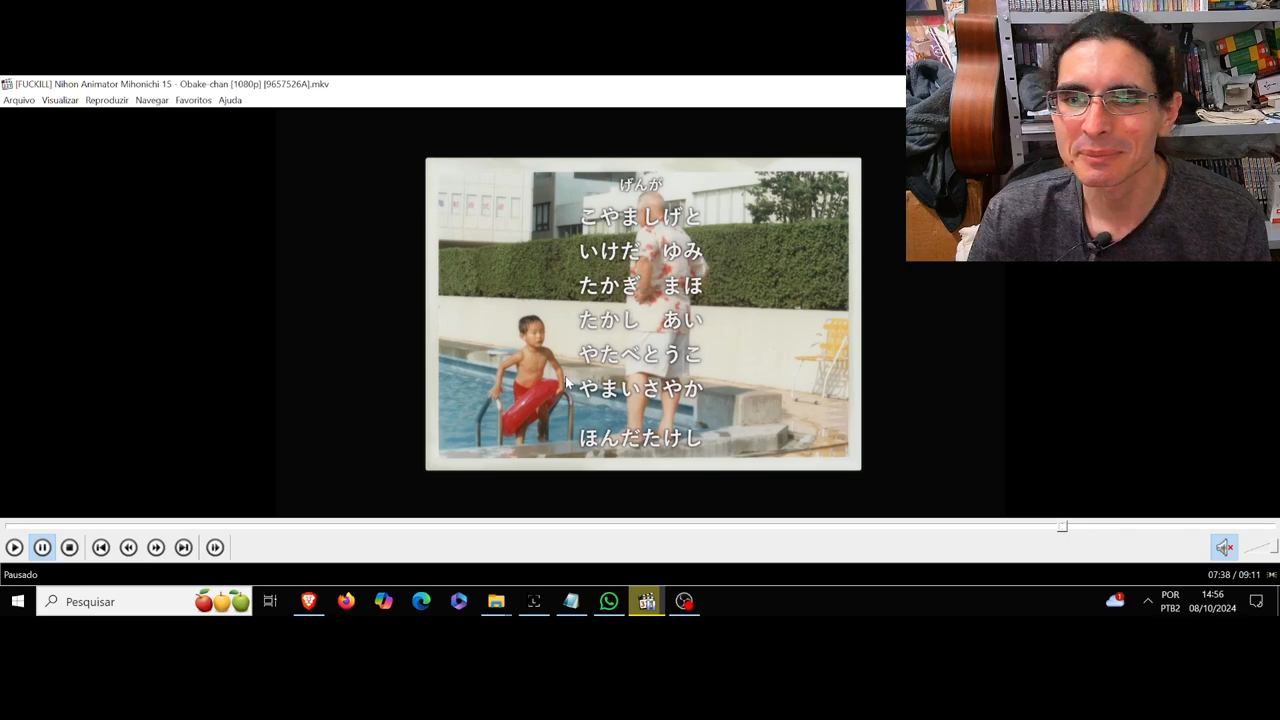 [FUCKILL] Nihon Animator Mihonichi 15 - Obake-chan [1080p] [9657526A].mkv
Arquivo Visualizar Reproduzir Navegar Favoritos Ajuda
げんが
こやましげと
いけだ ゆみ
たかぎ まほ
たかし あい
やたべとうこ
やまいさやか
ほんだたけし
Pausado
07:38 / 09:11
Pesquisar
1
POR
PTB2
14:56
08/10/2024